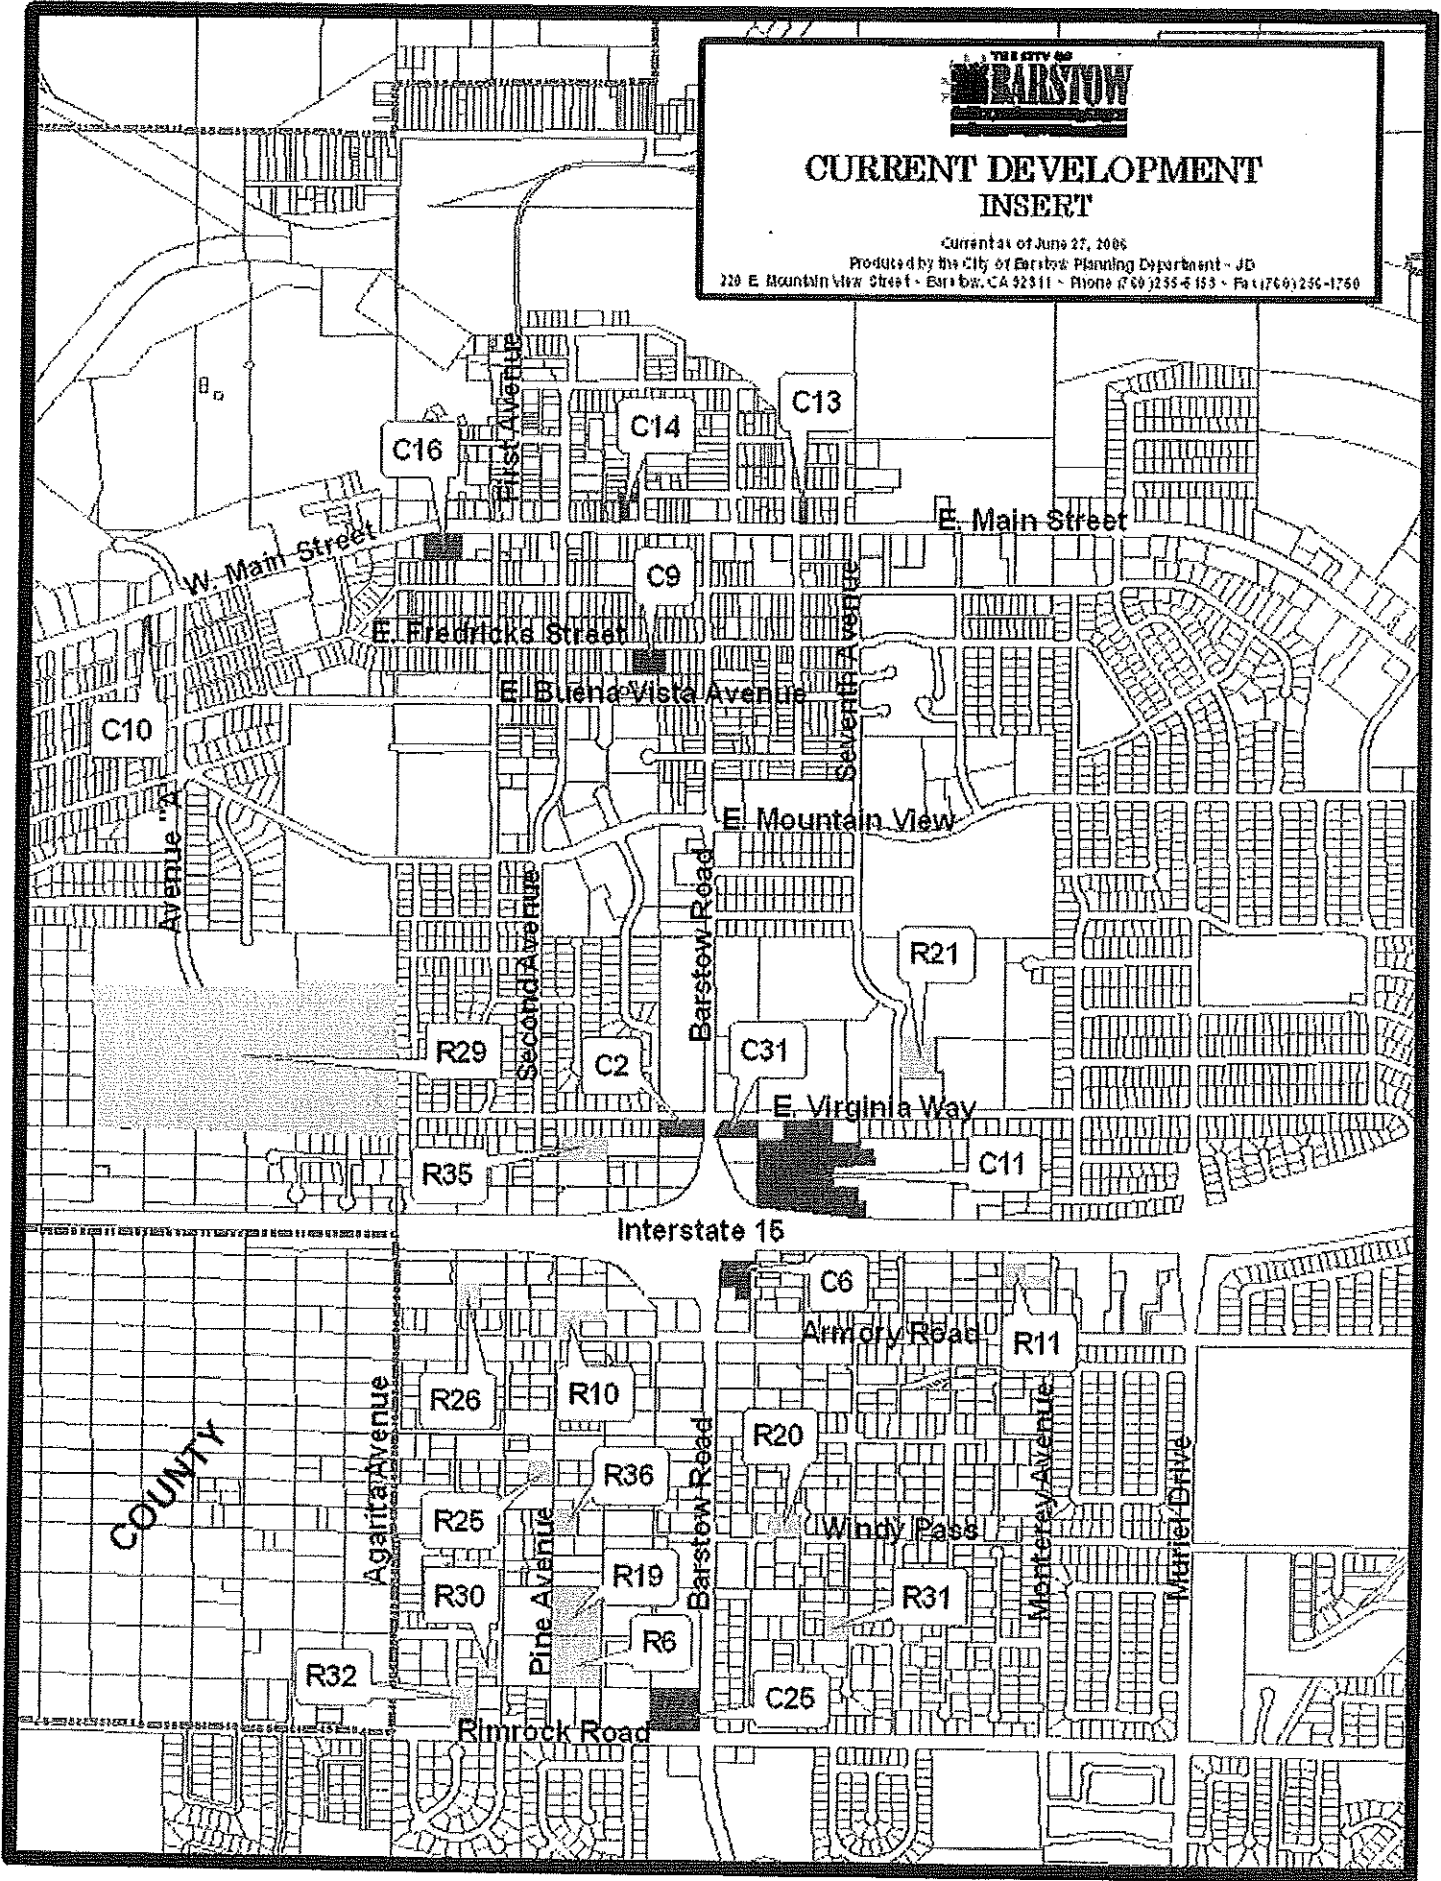 THE CITY OF
BARSTOW
CURRENT DEVELOPMENT
INSERT
Current as of June 27, 2006
Produced by the City of Barstow Planning Department - JD
220 E. Mountain View Street - Barstow, CA 92311 - Phone (760)255-5153 - Fax (760)256-1750
First Avenue
C13
C14
C16
E. Main Street
W. Main Street
C9
E. Fredricks Street
E. Buena Vista Avenue
Seventh Avenue
C10
Avenue "A"
E. Mountain View
Second Avenue
Barstow Road
R21
R29
C2
C31
E. Virginia Way
R35
C11
Interstate 15
C6
Armory Road
R11
R26
R10
Agarita Avenue
COUNTY
R20
R36
R25
Barstow Road
Windy Pass
Monterey Avenue
Muriel Drive
Pine Avenue
R19
R30
R31
R6
R32
C25
Rimrock Road